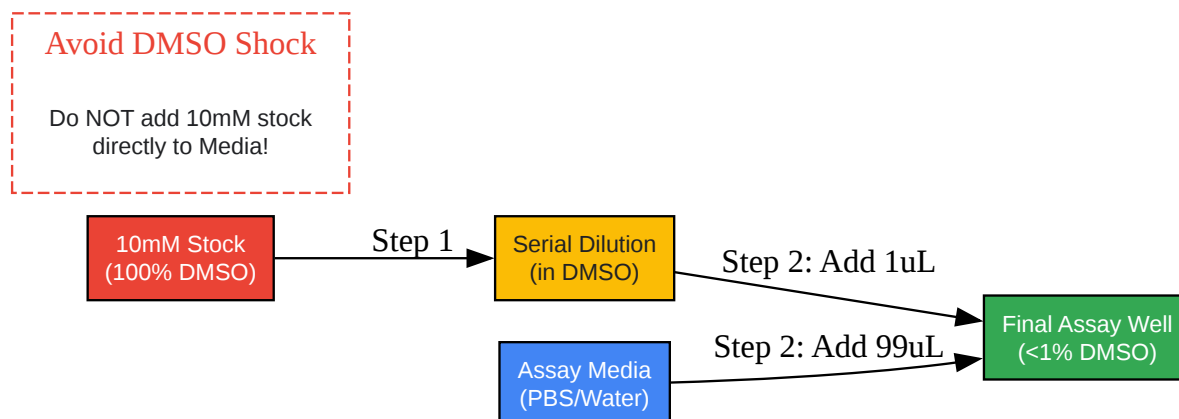 Avoid DMSO Shock
Do NOT add 10mM stock
directly to Media!
10mM Stock
(100% DMSO)
Step 1
Serial Dilution
(in DMSO)
Step 2: Add 1uL
Assay Media
(PBS/Water)
Step 2: Add 99uL
Final Assay Well
(<1% DMSO)